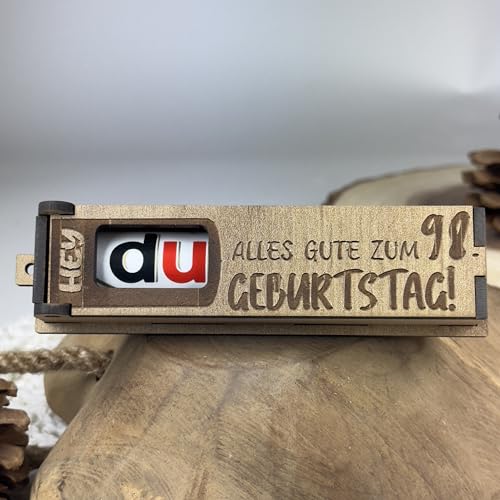 HEY
du
ALLES GUTE ZUM 98.
GEBURTSTAG!